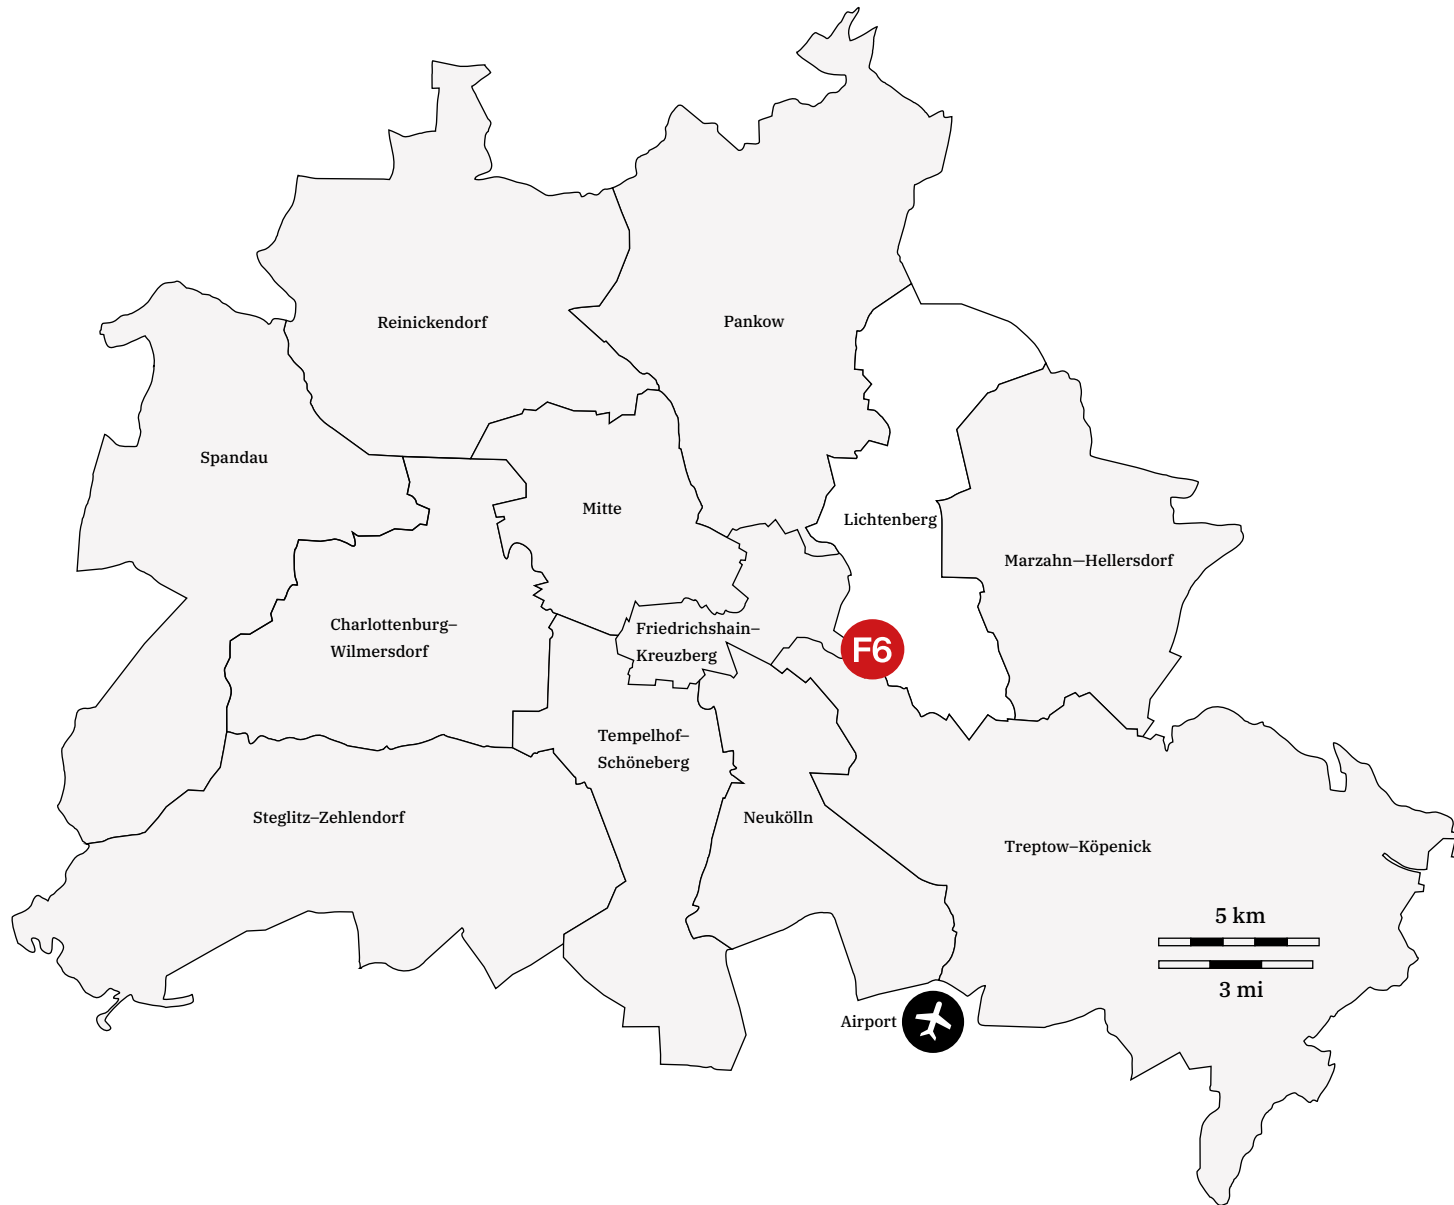 Reinickendorf
Pankow
Spandau
Mitte
Lichtenberg
Marzahn—Hellersdorf
Charlottenburg–
Wilmersdorf
Friedrichshain–
Kreuzberg
F6
Tempelhof–
Schöneberg
Steglitz–Zehlendorf
Neukölln
Treptow–Köpenick
5 km
3 mi
Airport